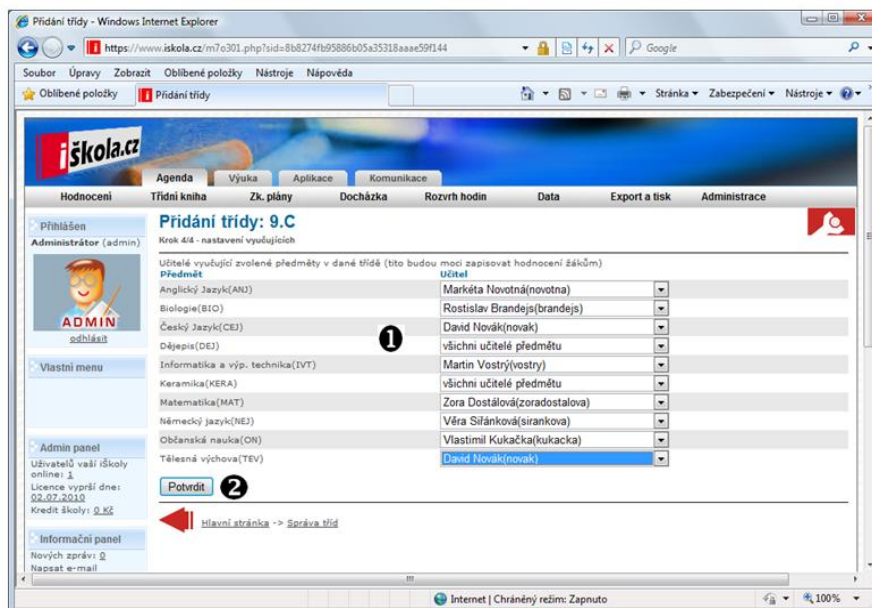 Přidání třídy - Windows Internet Explorer
https://www.iskola.cz/m7o301.php?sid=8b8274fb95886b05a35318aaae59f144
Google
Soubor Úpravy Zobrazit Oblíbené položky Nástroje Nápověda
Oblíbené položky Přidání třídy Stránka Zabezpečení Nástroje
iškola.cz
Agenda Výuka Aplikace Komunikace
Hodnocení Třídní kniha Zk. plány Docházka Rozvrh hodin Data Export a tisk Administrace
Přihlášen
Administrátor (admin)
ADMIN
odhlásit
Vlastní menu
Admin panel
Uživatelů vaší iŠkoly
online: 1
Licence vyprší dne:
02.07.2010
Kredit školy: 0 Kč
Informační panel
Nových zpráv: 0
Napsat e-mail
Přidání třídy: 9.C
Krok 4/4 - nastavení vyučujících
Učitelé vyučující zvolené předměty v dané třídě (tito budou moci zapisovat hodnocení žákům)
Předmět Učitel
Anglický Jazyk(ANJ) Markéta Novotná(novotna)
Biologie(BIO) Rostislav Brandejs(brandejs)
Český Jazyk(CEJ) David Novák(novak)
Dějepis(DEJ) všichni učitelé předmětu
Informatika a výp. technika(IVT) Martin Vostrý(vostry)
Keramika(KERA) všichni učitelé předmětu
Matematika(MAT) Zora Dostálová(zoradostalova)
Německý jazyk(NEJ) Věra Siřánková(sirankova)
Občanská nauka(ON) Vlastimil Kukačka(kukacka)
Tělesná výchova(TEV) David Novák(novak)
1
Potvrdit 2
Hlavní stránka -> Správa tříd
Internet | Chráněný režim: Zapnuto 100%